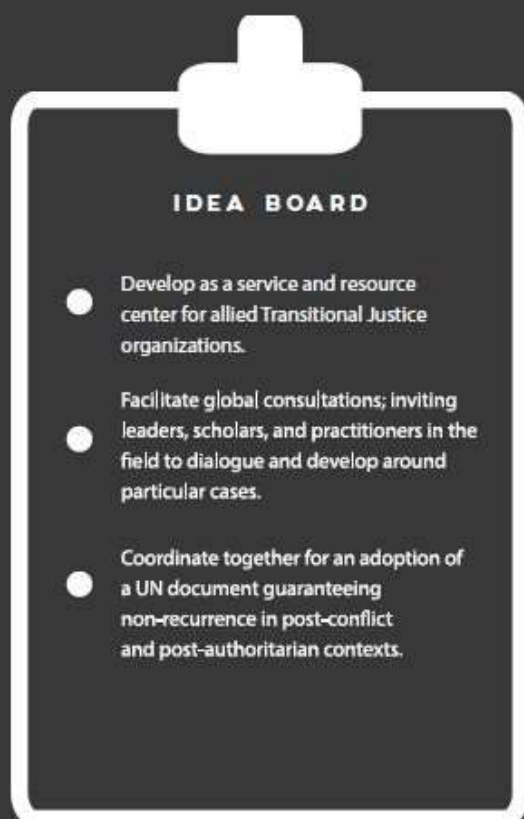 IDEA BOARD
Develop as a service and resource
center for allied Transitional Justice
organizations.
Facilitate global consultations; inviting
leaders, scholars, and practitioners in the
field to dialogue and develop around
particular cases.
Coordinate together for an adoption of
a UN document guaranteeing
non-recurrence in post-conflict
and post-authoritarian contexts.